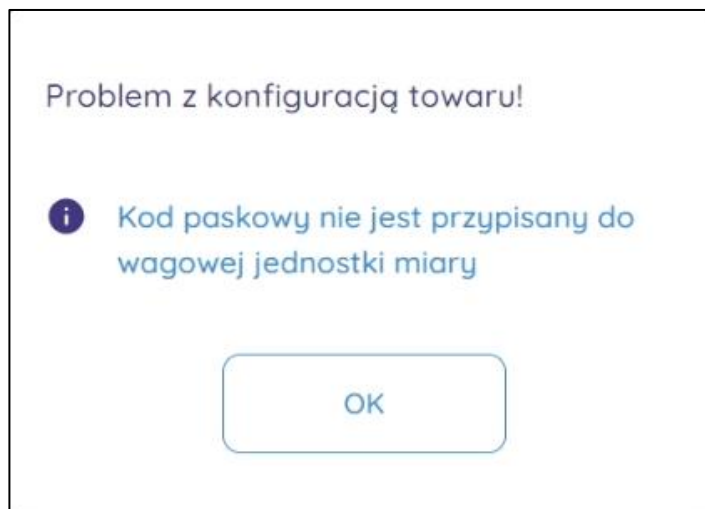 Problem z konfiguracją towaru!
Kod paskowy nie jest przypisany do
wagowej jednostki miary
OK